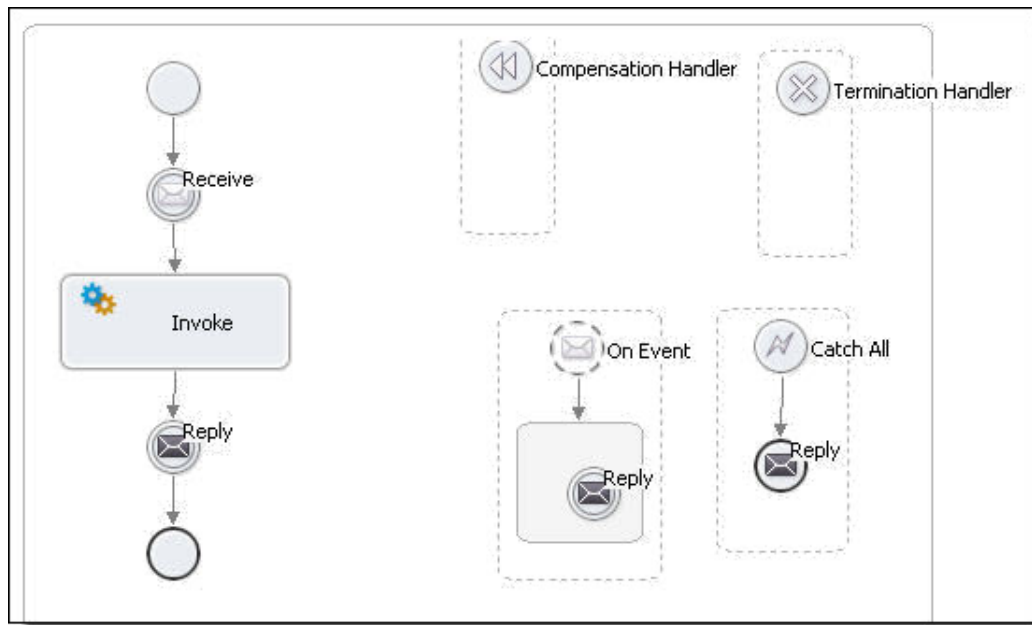 Compensation Handler
Termination Handler
Receive
Invoke
On Event
Catch All
Reply
Reply
Reply